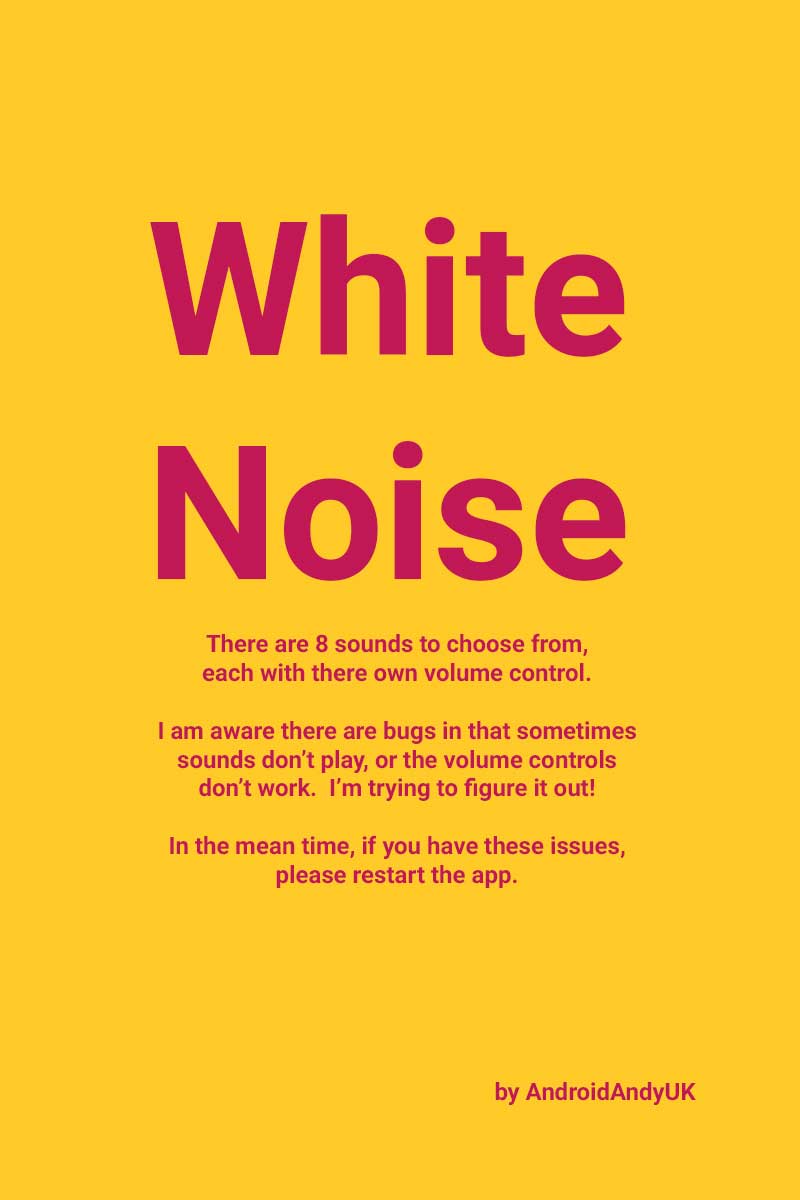 White
Noise
There are 8 sounds to choose from,
each with there own volume control.
I am aware there are bugs in that sometimes
sounds don’t play, or the volume controls
don’t work.  I’m trying to figure it out!
In the mean time, if you have these issues,
please restart the app.
by AndroidAndyUK